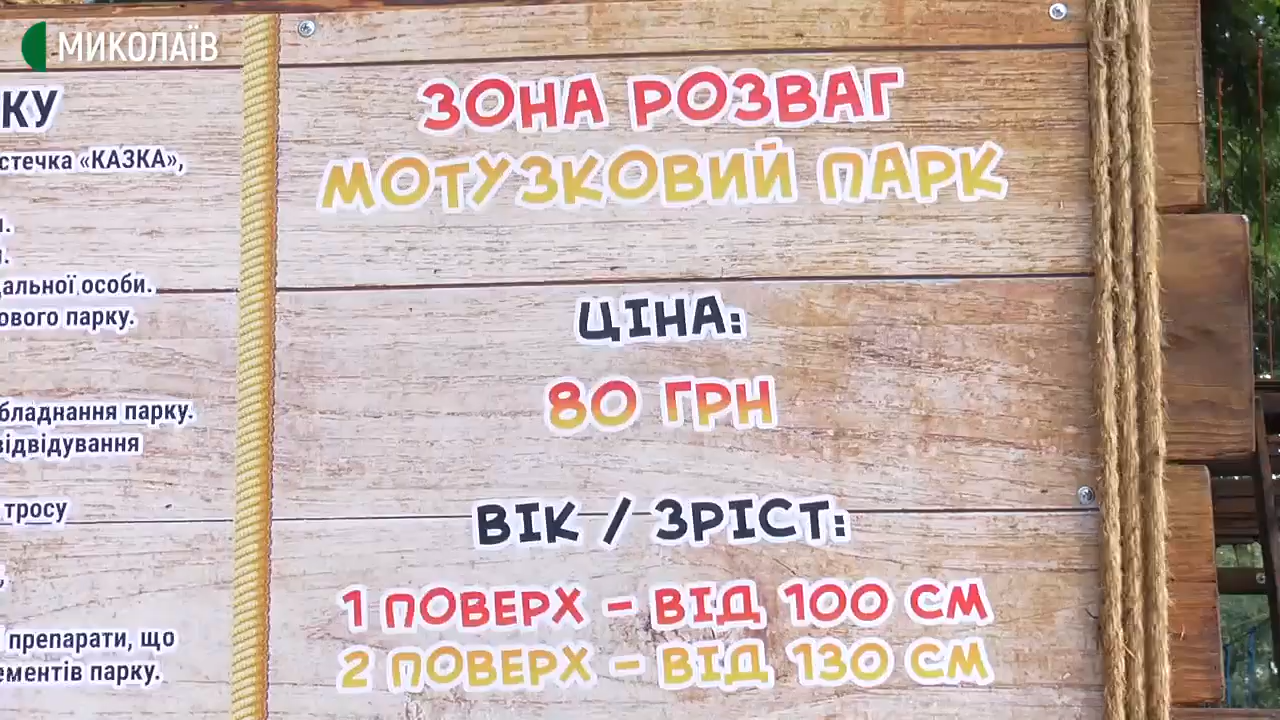 МИКОЛАЇВ
КУ
стечка «КАЗКА»,
альної особи.
ового парку.
бладнання парку.
відвідування
тросу
препарати, що
ементів парку.
ЗОНА РОЗВАГ
МОТУЗКОВИЙ ПАРК
ЦІНА:
80 ГРН
ВІК / ЗРІСТ:
1 ПОВЕРХ – ВІД 100 СМ
2 ПОВЕРХ – ВІД 130 СМ